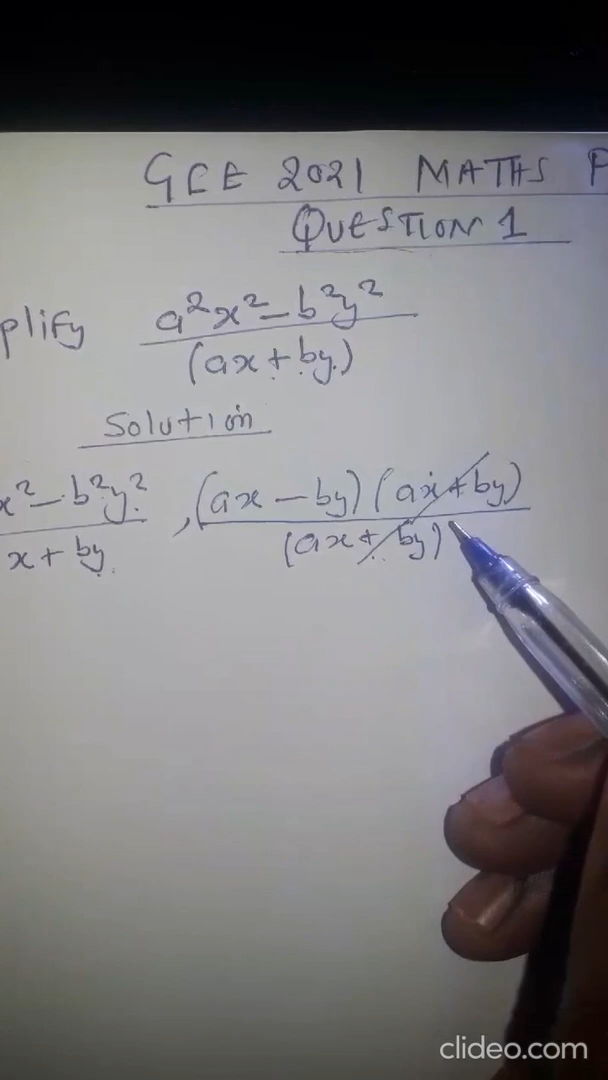 GCE 2021 MATHS P
QUESTION 1
plify a²x² - b²y² / (ax + by)
Solution
x² - b²y² / x + by , (ax - by) (ax + by) / (ax + by)
clideo.com